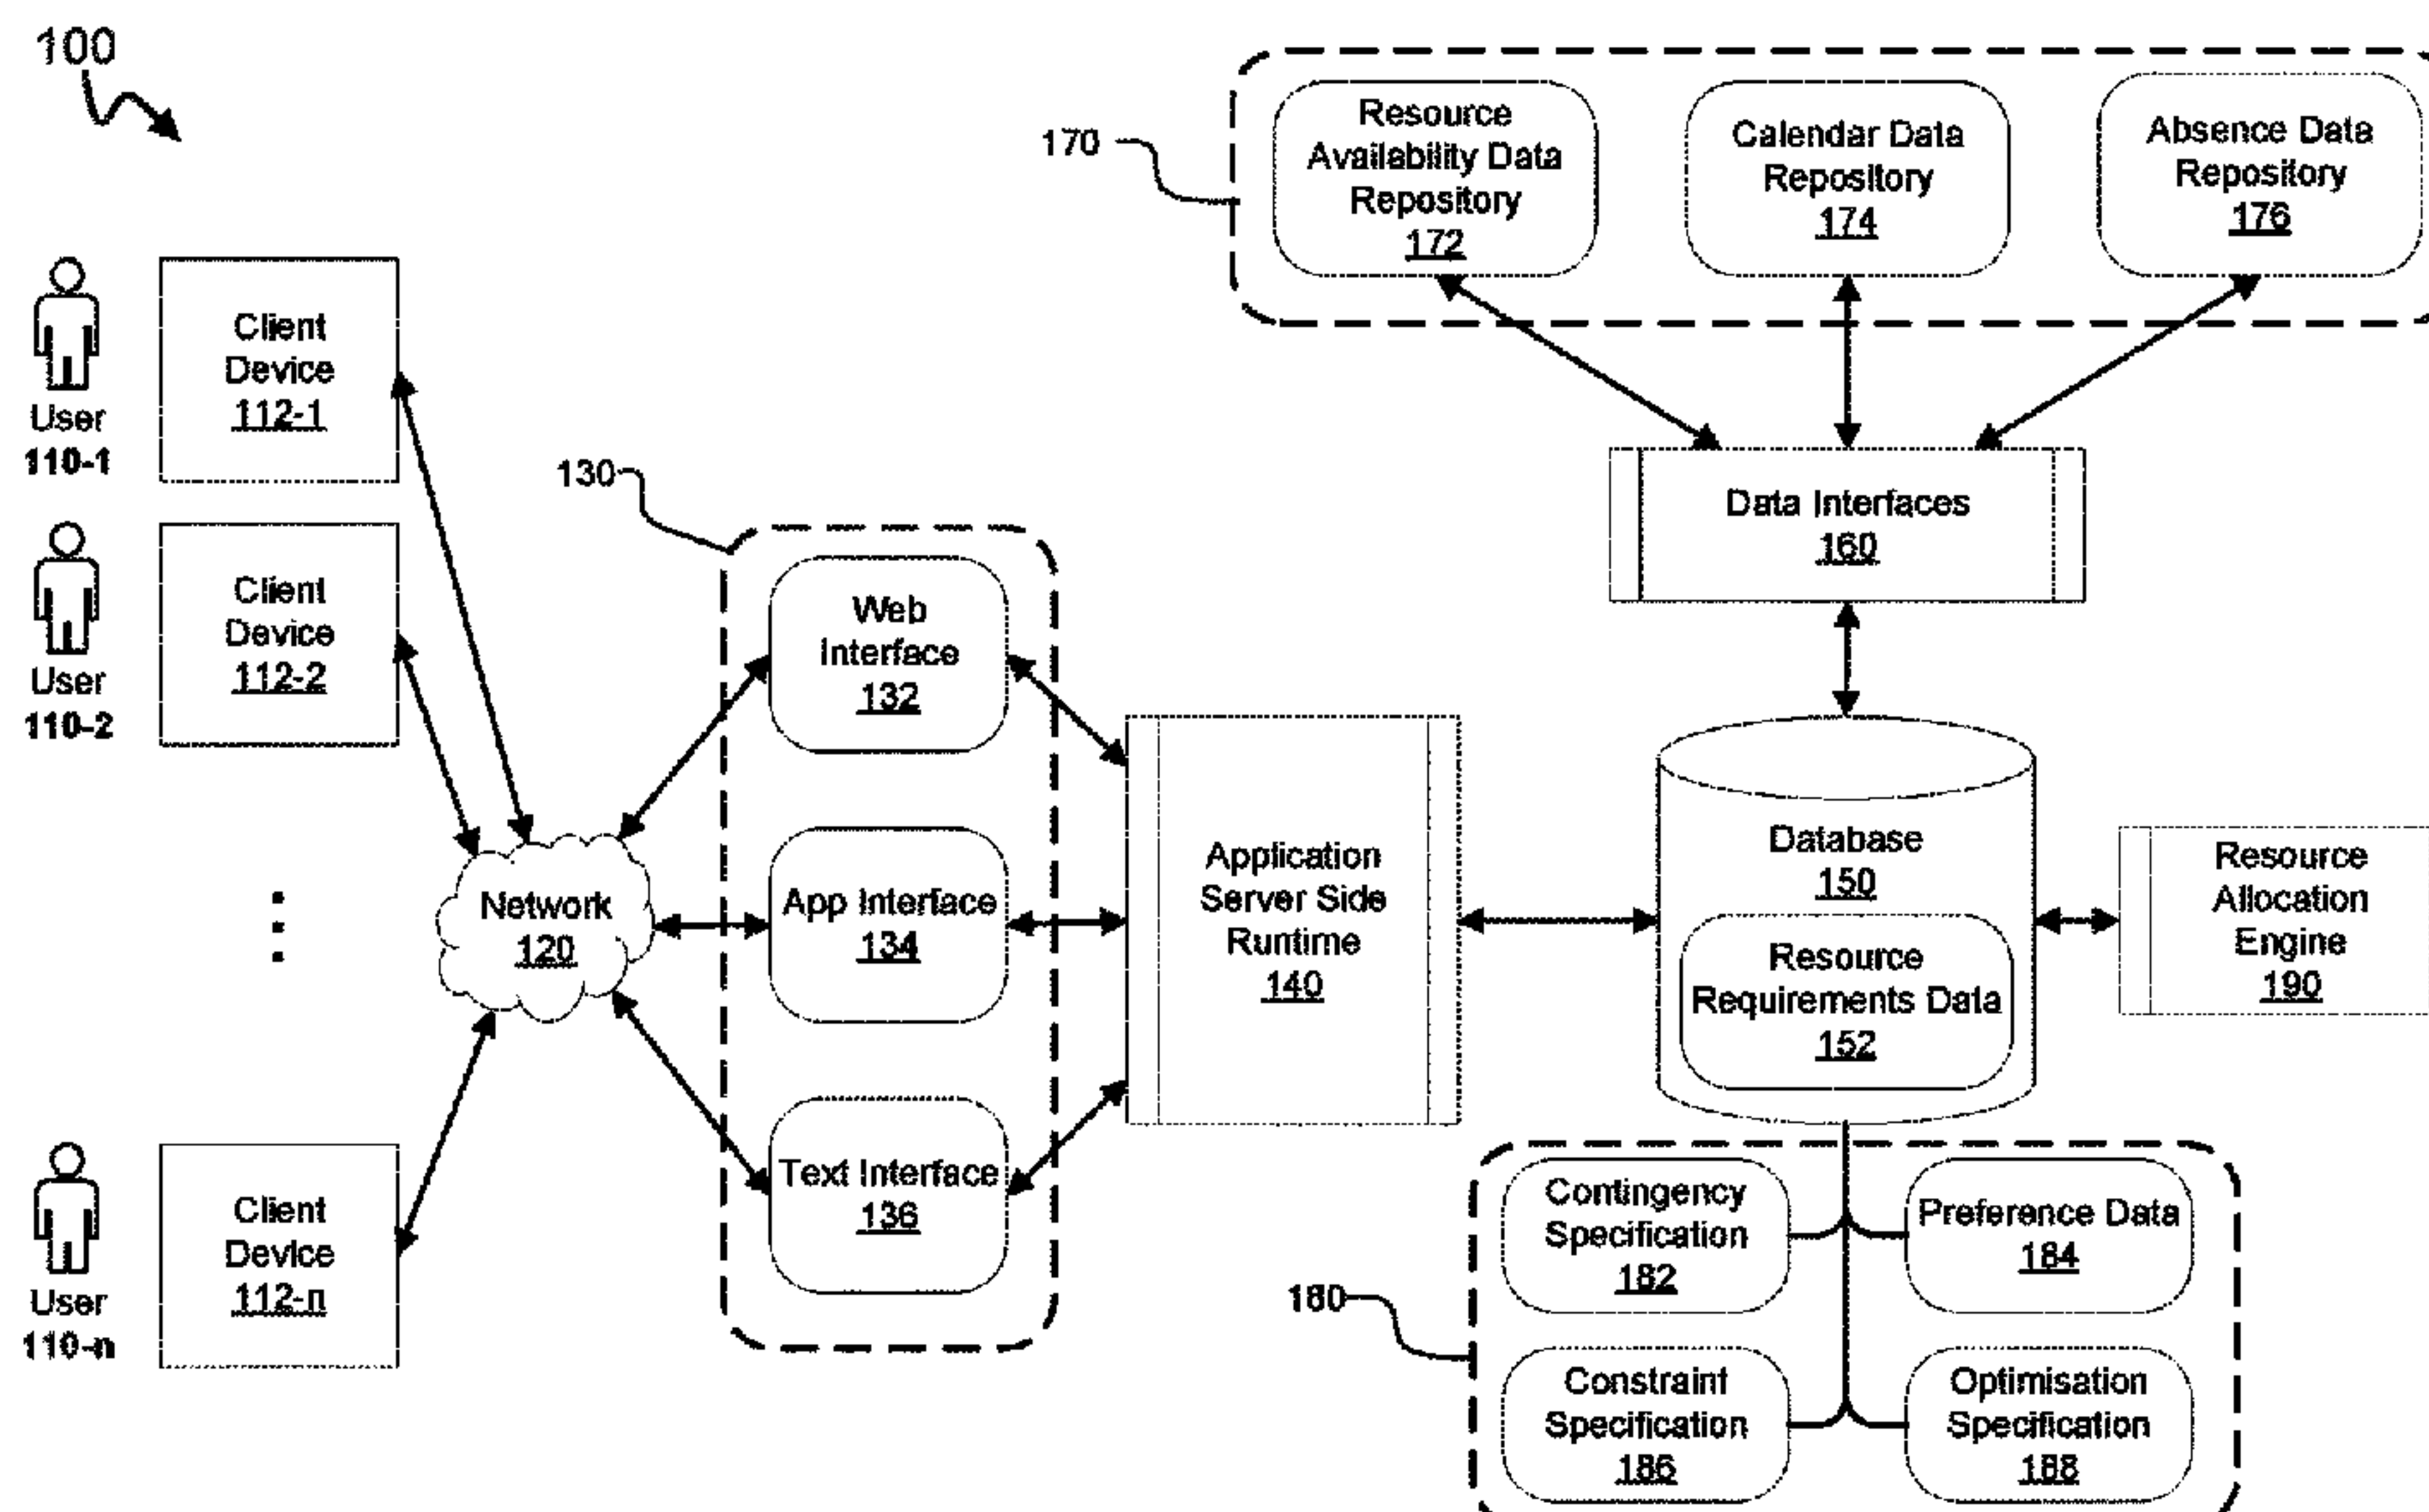 100
170
Resource
Availability Data
Repository
172
Calendar Data
Repository
174
Absence Data
Repository
176
Client
Device
112-1
User
110-1
130
Data Interfaces
160
Client
Device
112-2
User
110-2
Web
Interface
132
Network
120
App Interface
134
Application
Server Side
Runtime
140
Database
150
Resource
Requirements Data
152
Resource
Allocation
Engine
190
Text Interface
136
Client
Device
112-n
User
110-n
180
Contingency
Specification
182
Preference Data
184
Constraint
Specification
186
Optimisation
Specification
188